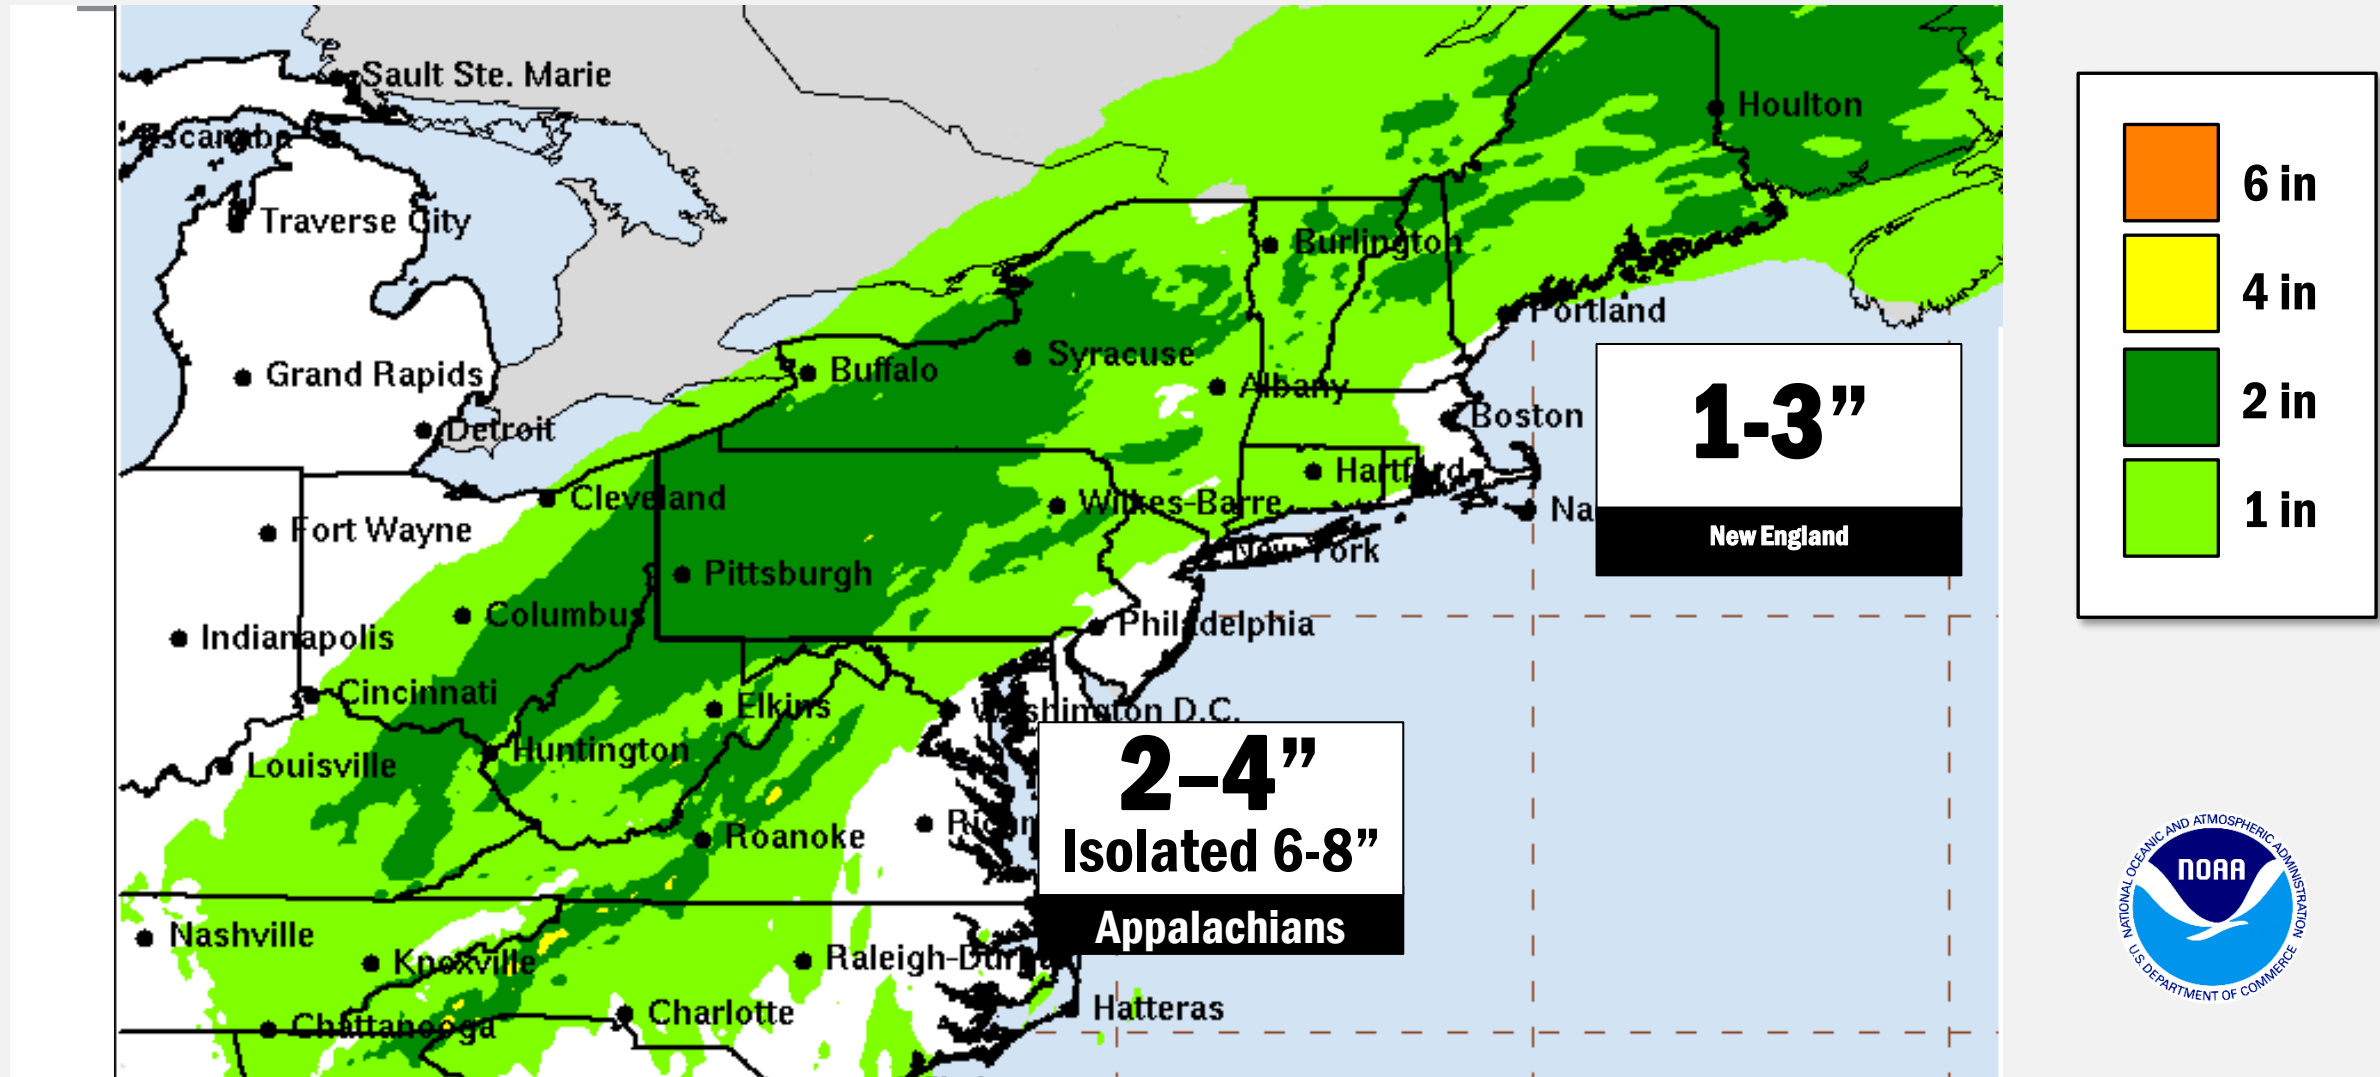 Sault Ste. Marie
Houlton
Traverse City
Burlington
Portland
Grand Rapids
Buffalo
Syracuse
Albany
Boston
Detroit
Hartford
Cleveland
Wilkes-Barre
Fort Wayne
New York
Pittsburgh
Columbus
Philadelphia
Indianapolis
Cincinnati
Elkins
Washington D.C.
Huntington
Louisville
Roanoke
Nashville
Knoxville
Raleigh-Dur
Charlotte
Hatteras
Chattanooga
1-3”
New England
2–4”
Isolated 6-8”
Appalachians
6 in
4 in
2 in
1 in
NATIONAL OCEANIC AND ATMOSPHERIC ADMINISTRATION
NOAA
U.S. DEPARTMENT OF COMMERCE